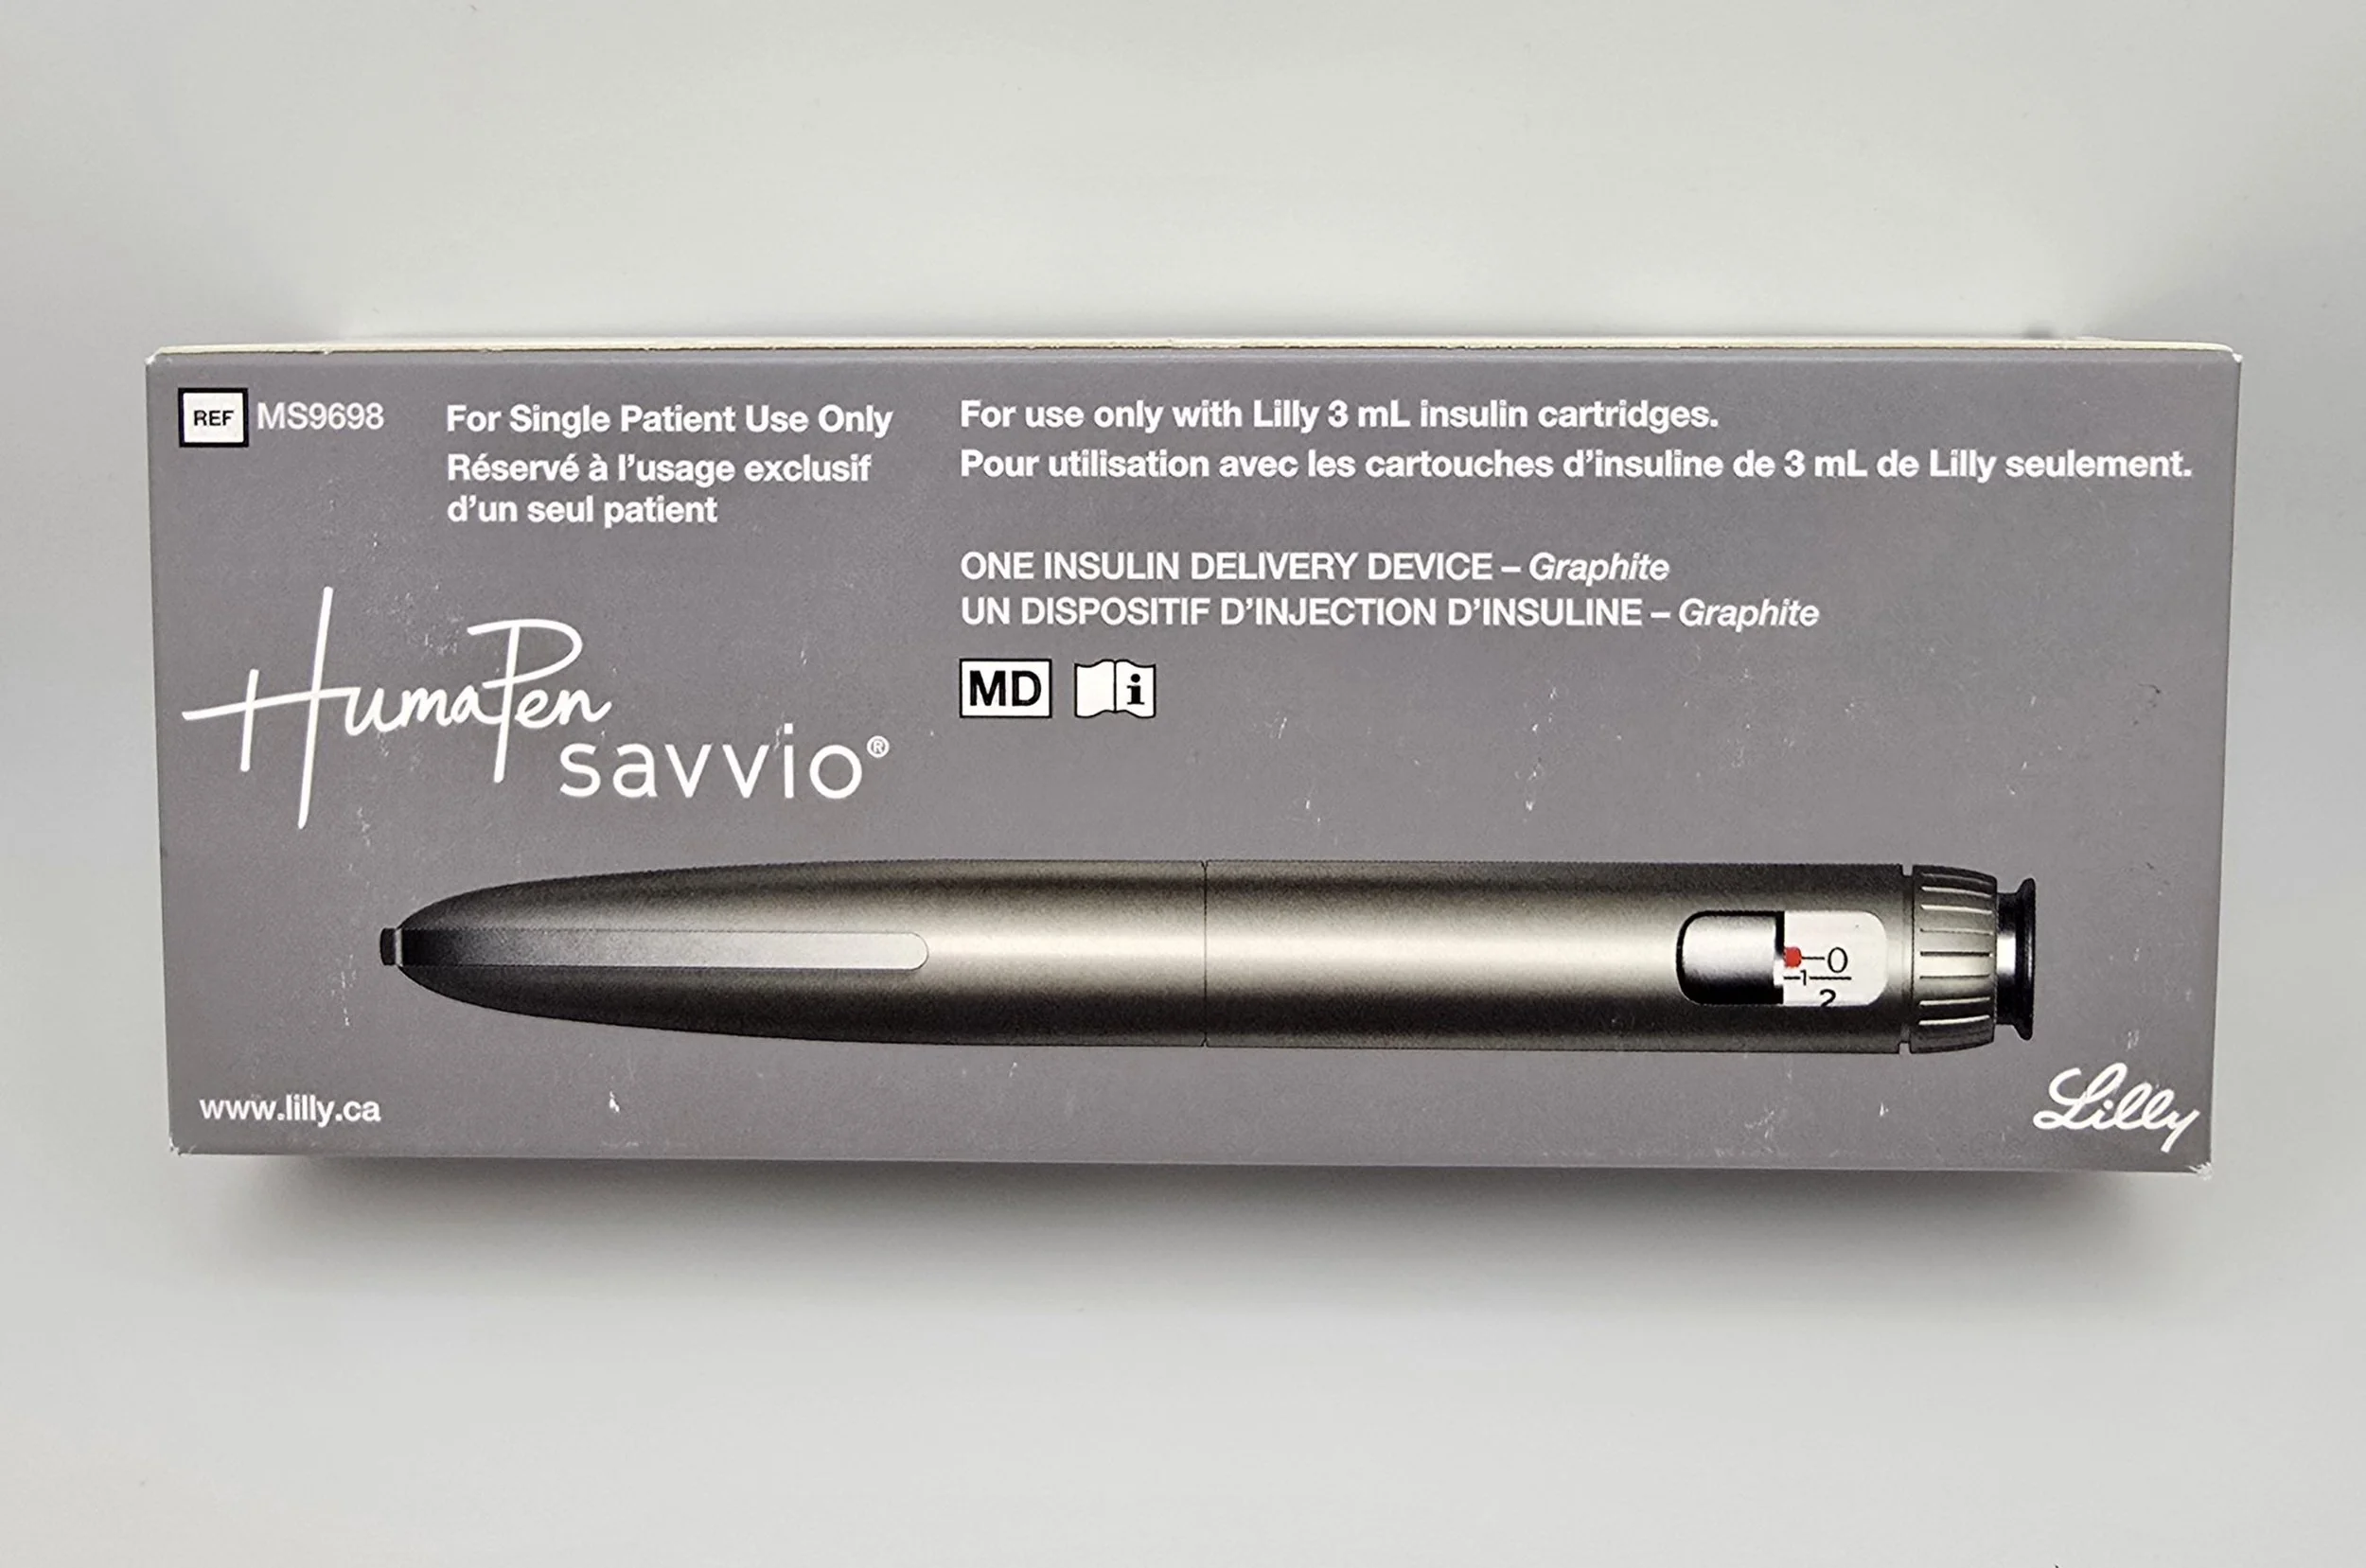 REF MS9698
For Single Patient Use Only
Réservé à l'usage exclusif
d'un seul patient
For use only with Lilly 3 mL insulin cartridges.
Pour utilisation avec les cartouches d'insuline de 3 mL de Lilly seulement.
ONE INSULIN DELIVERY DEVICE – Graphite
UN DISPOSITIF D'INJECTION D'INSULINE – Graphite
MD i
HumaPen
savvio®
0
1
2
www.lilly.ca
Lilly